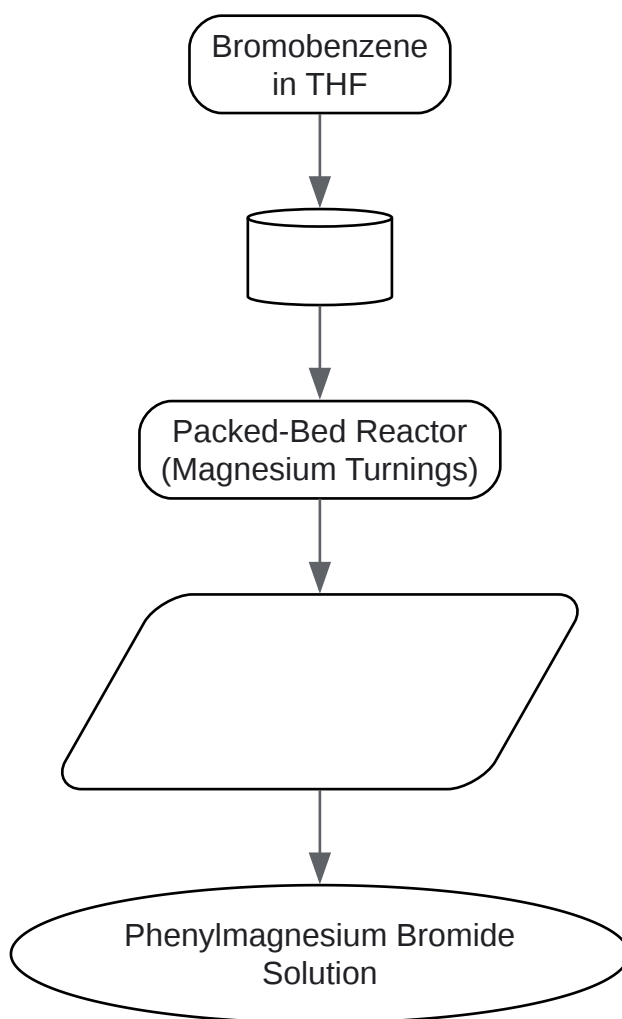 Bromobenzene
in THF
Packed-Bed Reactor
(Magnesium Turnings)
Phenylmagnesium Bromide
Solution